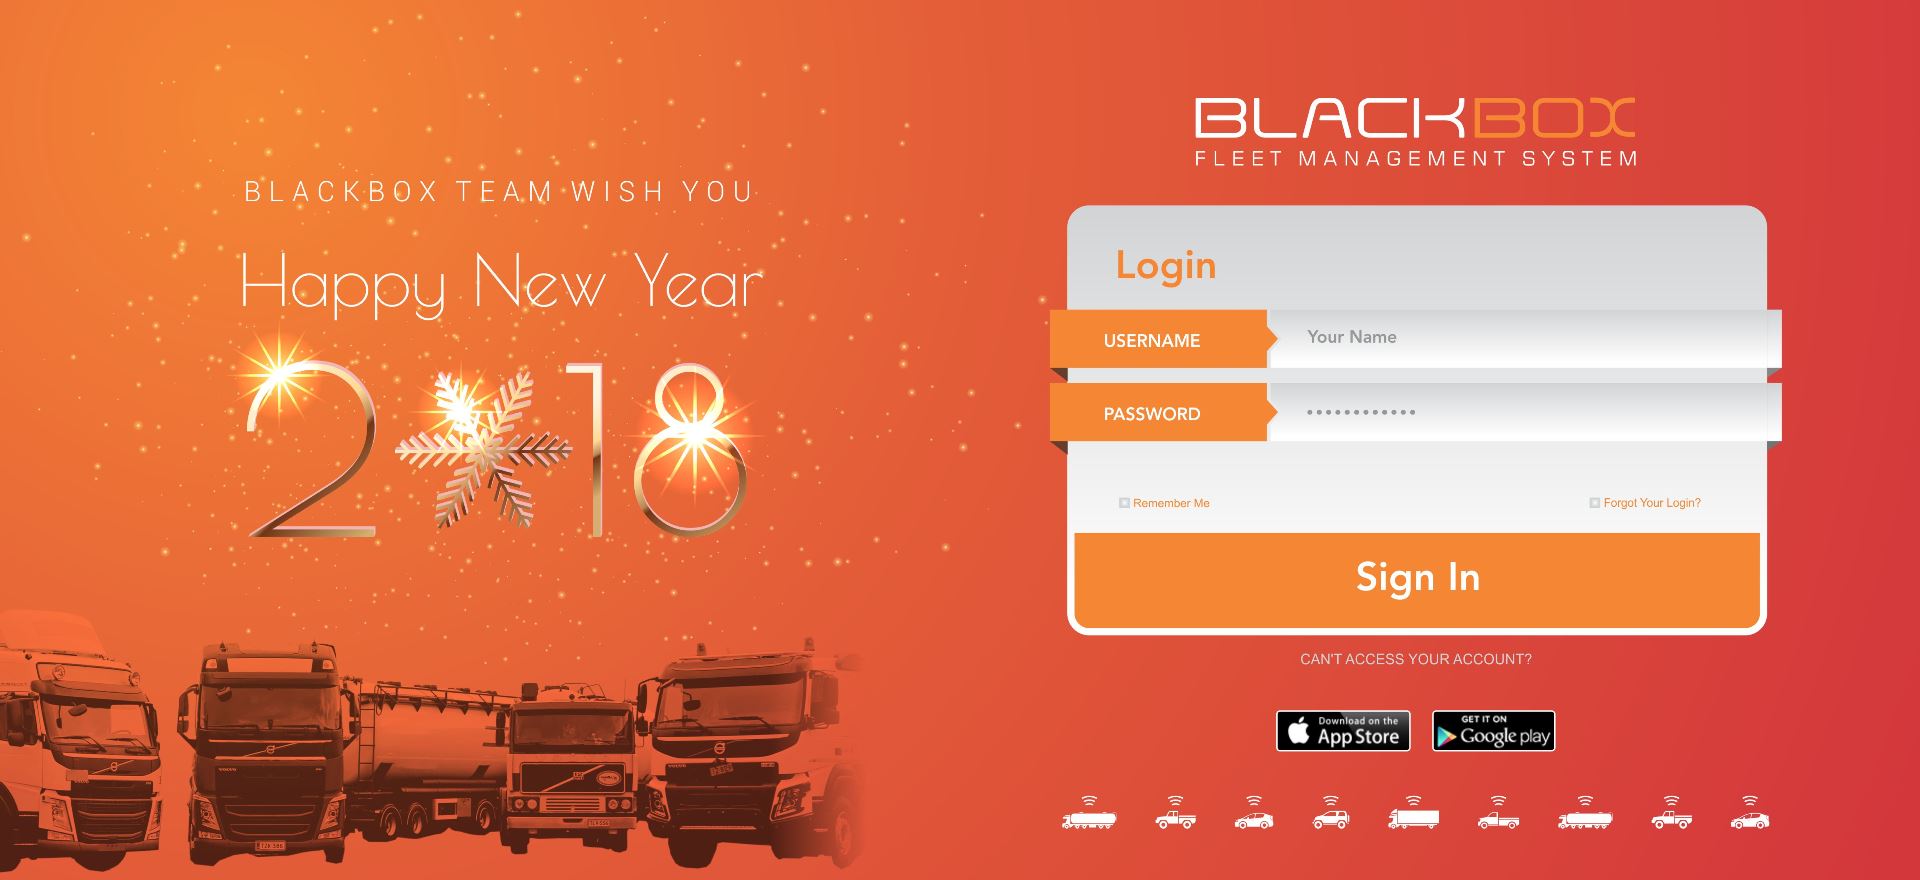 BLACKBOX TEAM WISH YOU
Happy New Year
2018
BLACKBOX
FLEET MANAGEMENT SYSTEM
Login
USERNAME
Your Name
PASSWORD
Remember Me
Forgot Your Login?
Sign In
CAN'T ACCESS YOUR ACCOUNT?
Download on the
App Store
GET IT ON
Google play
VOLVO
VOLVO